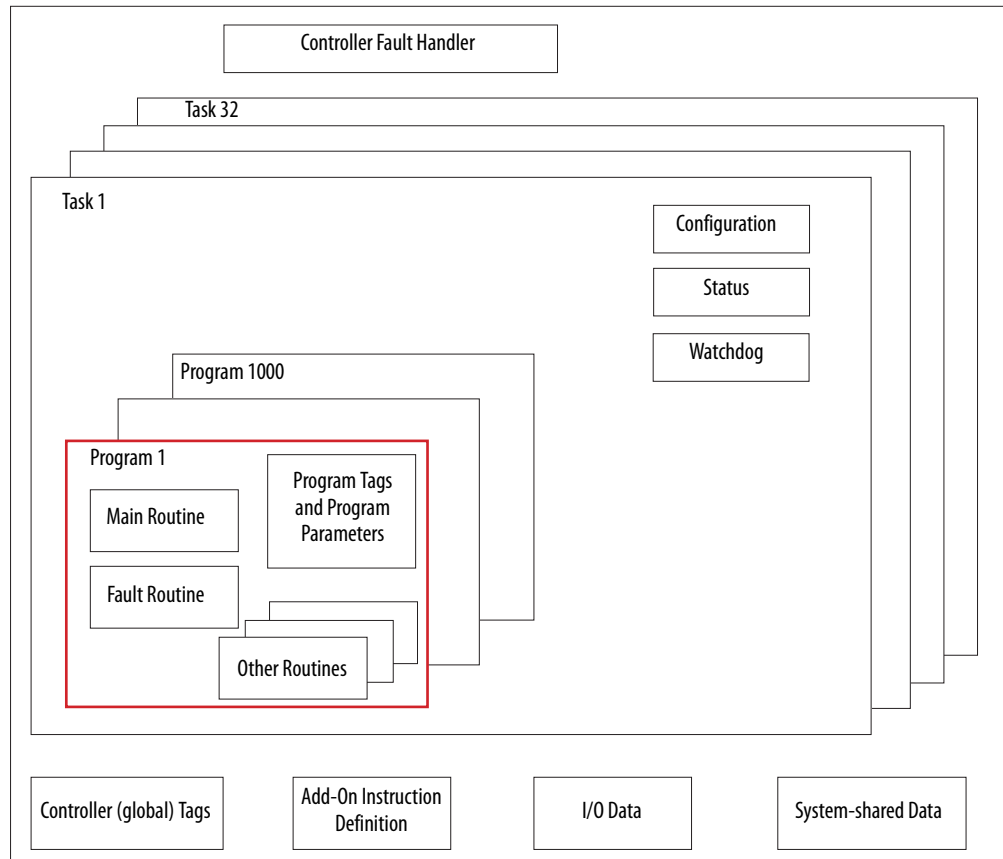 Controller Fault Handler
Task 32
Task 1
Configuration
Status
Watchdog
Program 1000
Program 1
Main Routine
Fault Routine
Program Tags
and Program
Parameters
Other Routines
Controller (global) Tags
Add-On Instruction
Definition
I/O Data
System-shared Data